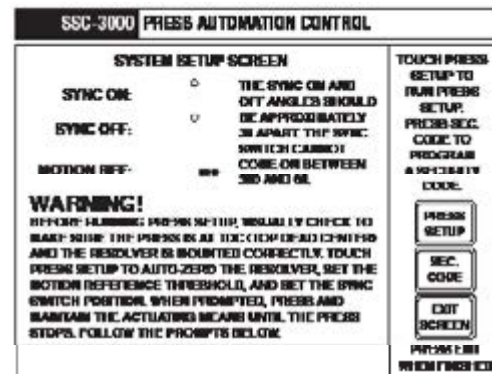 SSC-3000 PRESS AUTOMATION CONTROL
SYSTEM SETUP SCREEN
SYNC ON:
SYNC OFF:
MOTION REF:
THE SYNC ON AND
OFF ANGLES SHOULD
BE APPROXIMATELY
APART THE SYNC
SWITCH CANNOT
COME ON BETWEEN
AND
WARNING!
BEFORE RUNNING PRESS SETUP, VISUALLY CHECK TO
MAKE SURE THE PRESS IS AT TDC (TOP DEAD CENTER)
AND THE RESOLVER IS MOUNTED CORRECTLY. TOUCH
PRESS SETUP TO AUTO-ZERO THE RESOLVER, SET THE
MOTION REFERENCE THRESHOLD, AND SET THE SYNC
SWITCH POSITION. WHEN PROMPTED, PRESS AND
MAINTAIN THE ACTUATING MEANS UNTIL THE PRESS
STOPS. FOLLOW THE PROMPTS BELOW.
TOUCH PRESS
SETUP TO
RUN PRESS
SETUP.
PRESS SEC.
CODE TO
PROGRAM
A SECURITY
CODE.
PRESS
SETUP
SEC.
CODE
EXIT
SCREEN
PRESS EXIT
WHEN FINISHED